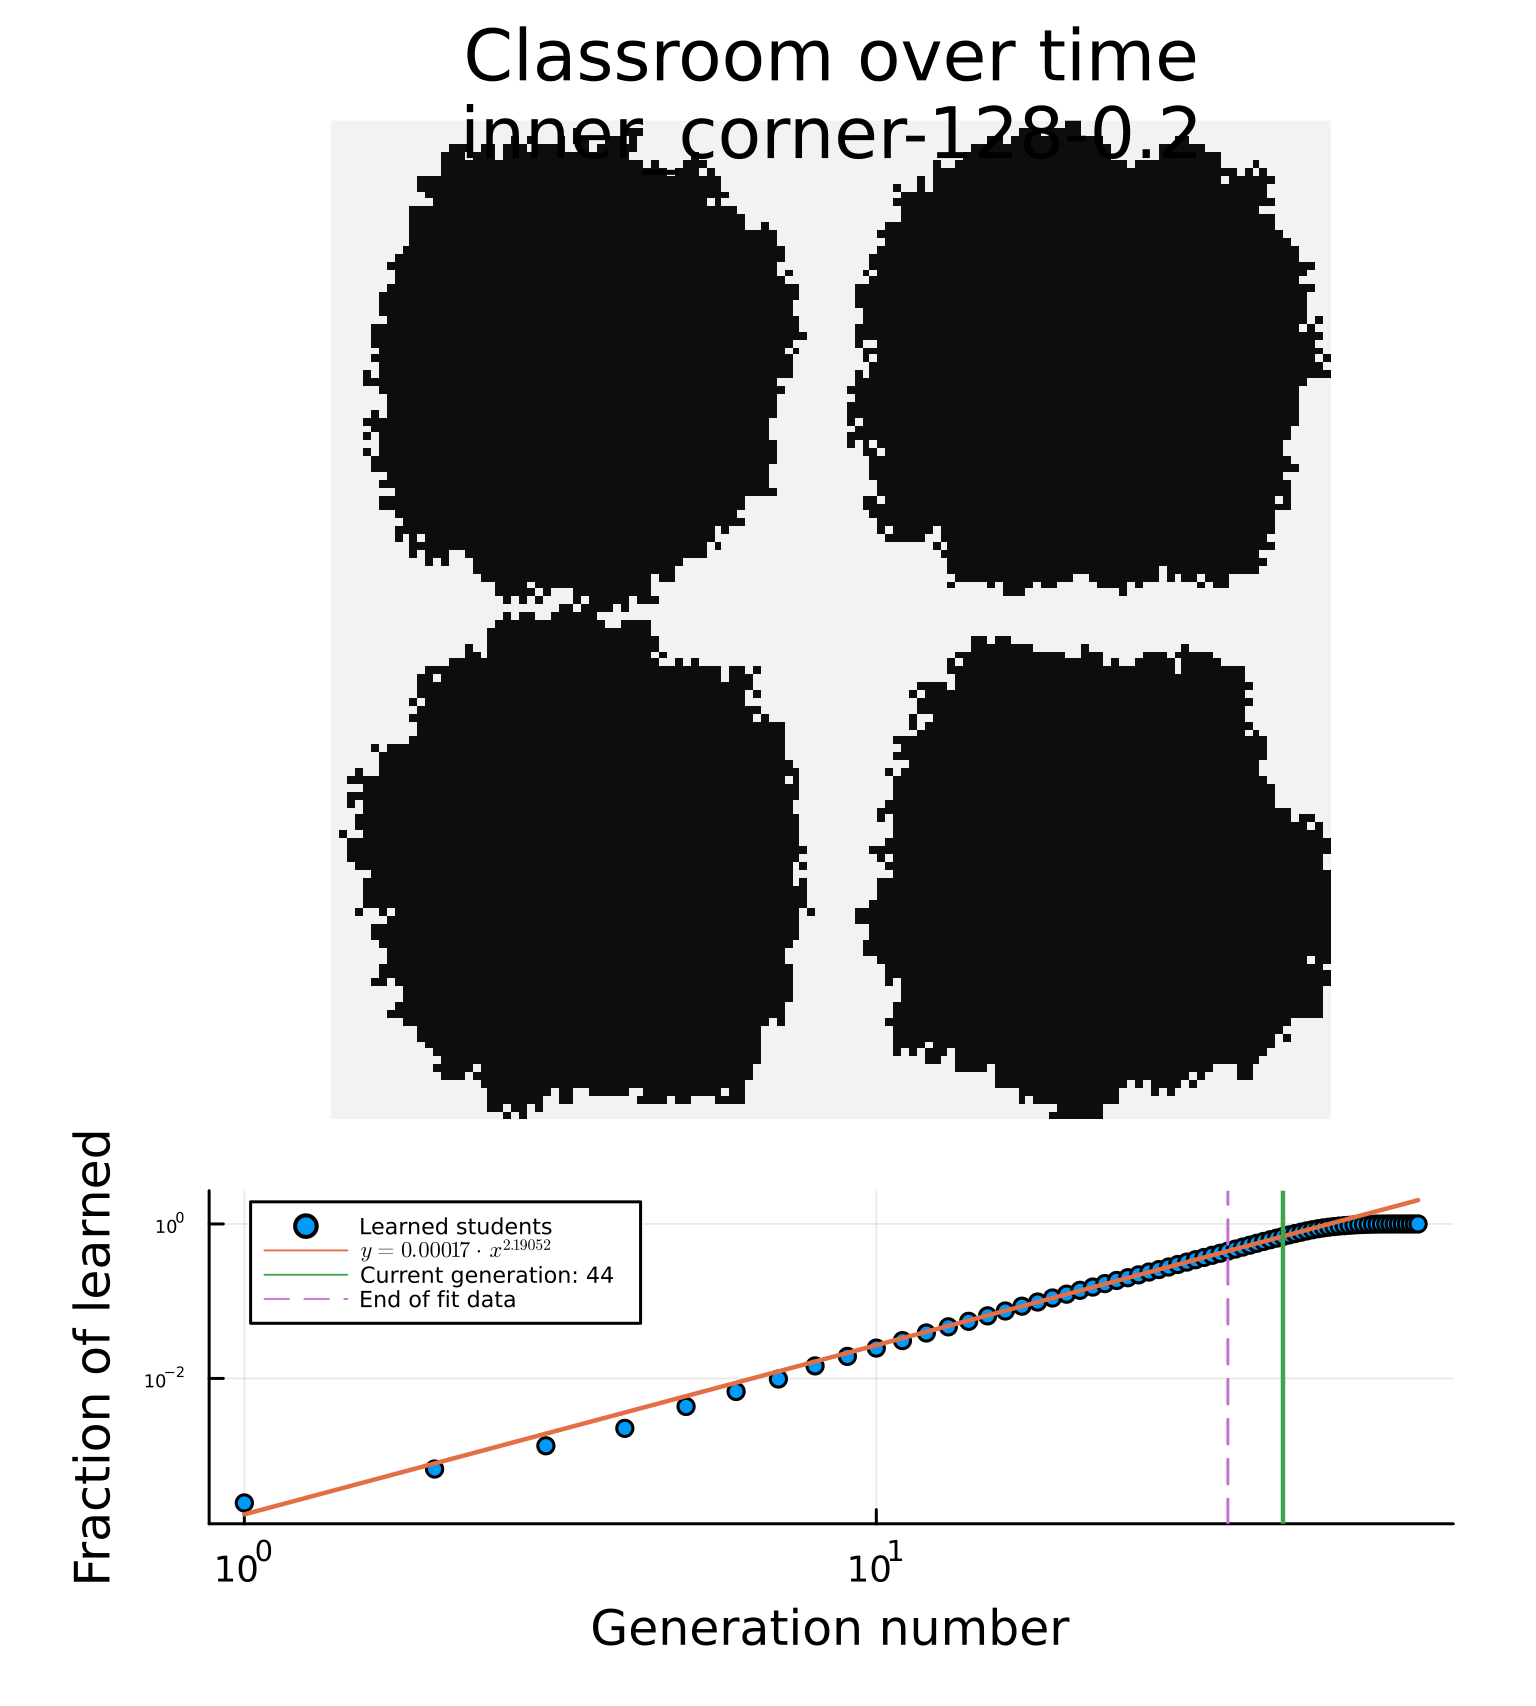 Classroom over time
inner_corner-128-0.2
Fraction of learned
10^0
10^-2
Learned students
y = 0.00017 · x^2.19052
Current generation: 44
End of fit data
10^0
10^1
Generation number